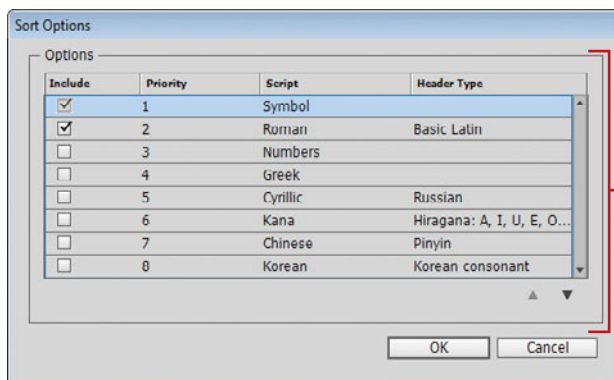 Sort Options
Options
Include Priority Script Header Type
1 Symbol
2 Roman Basic Latin
3 Numbers
4 Greek
5 Cyrillic Russian
6 Kana Hiragana: A, I, U, E, O...
7 Chinese Pinyin
8 Korean Korean consonant
OK Cancel